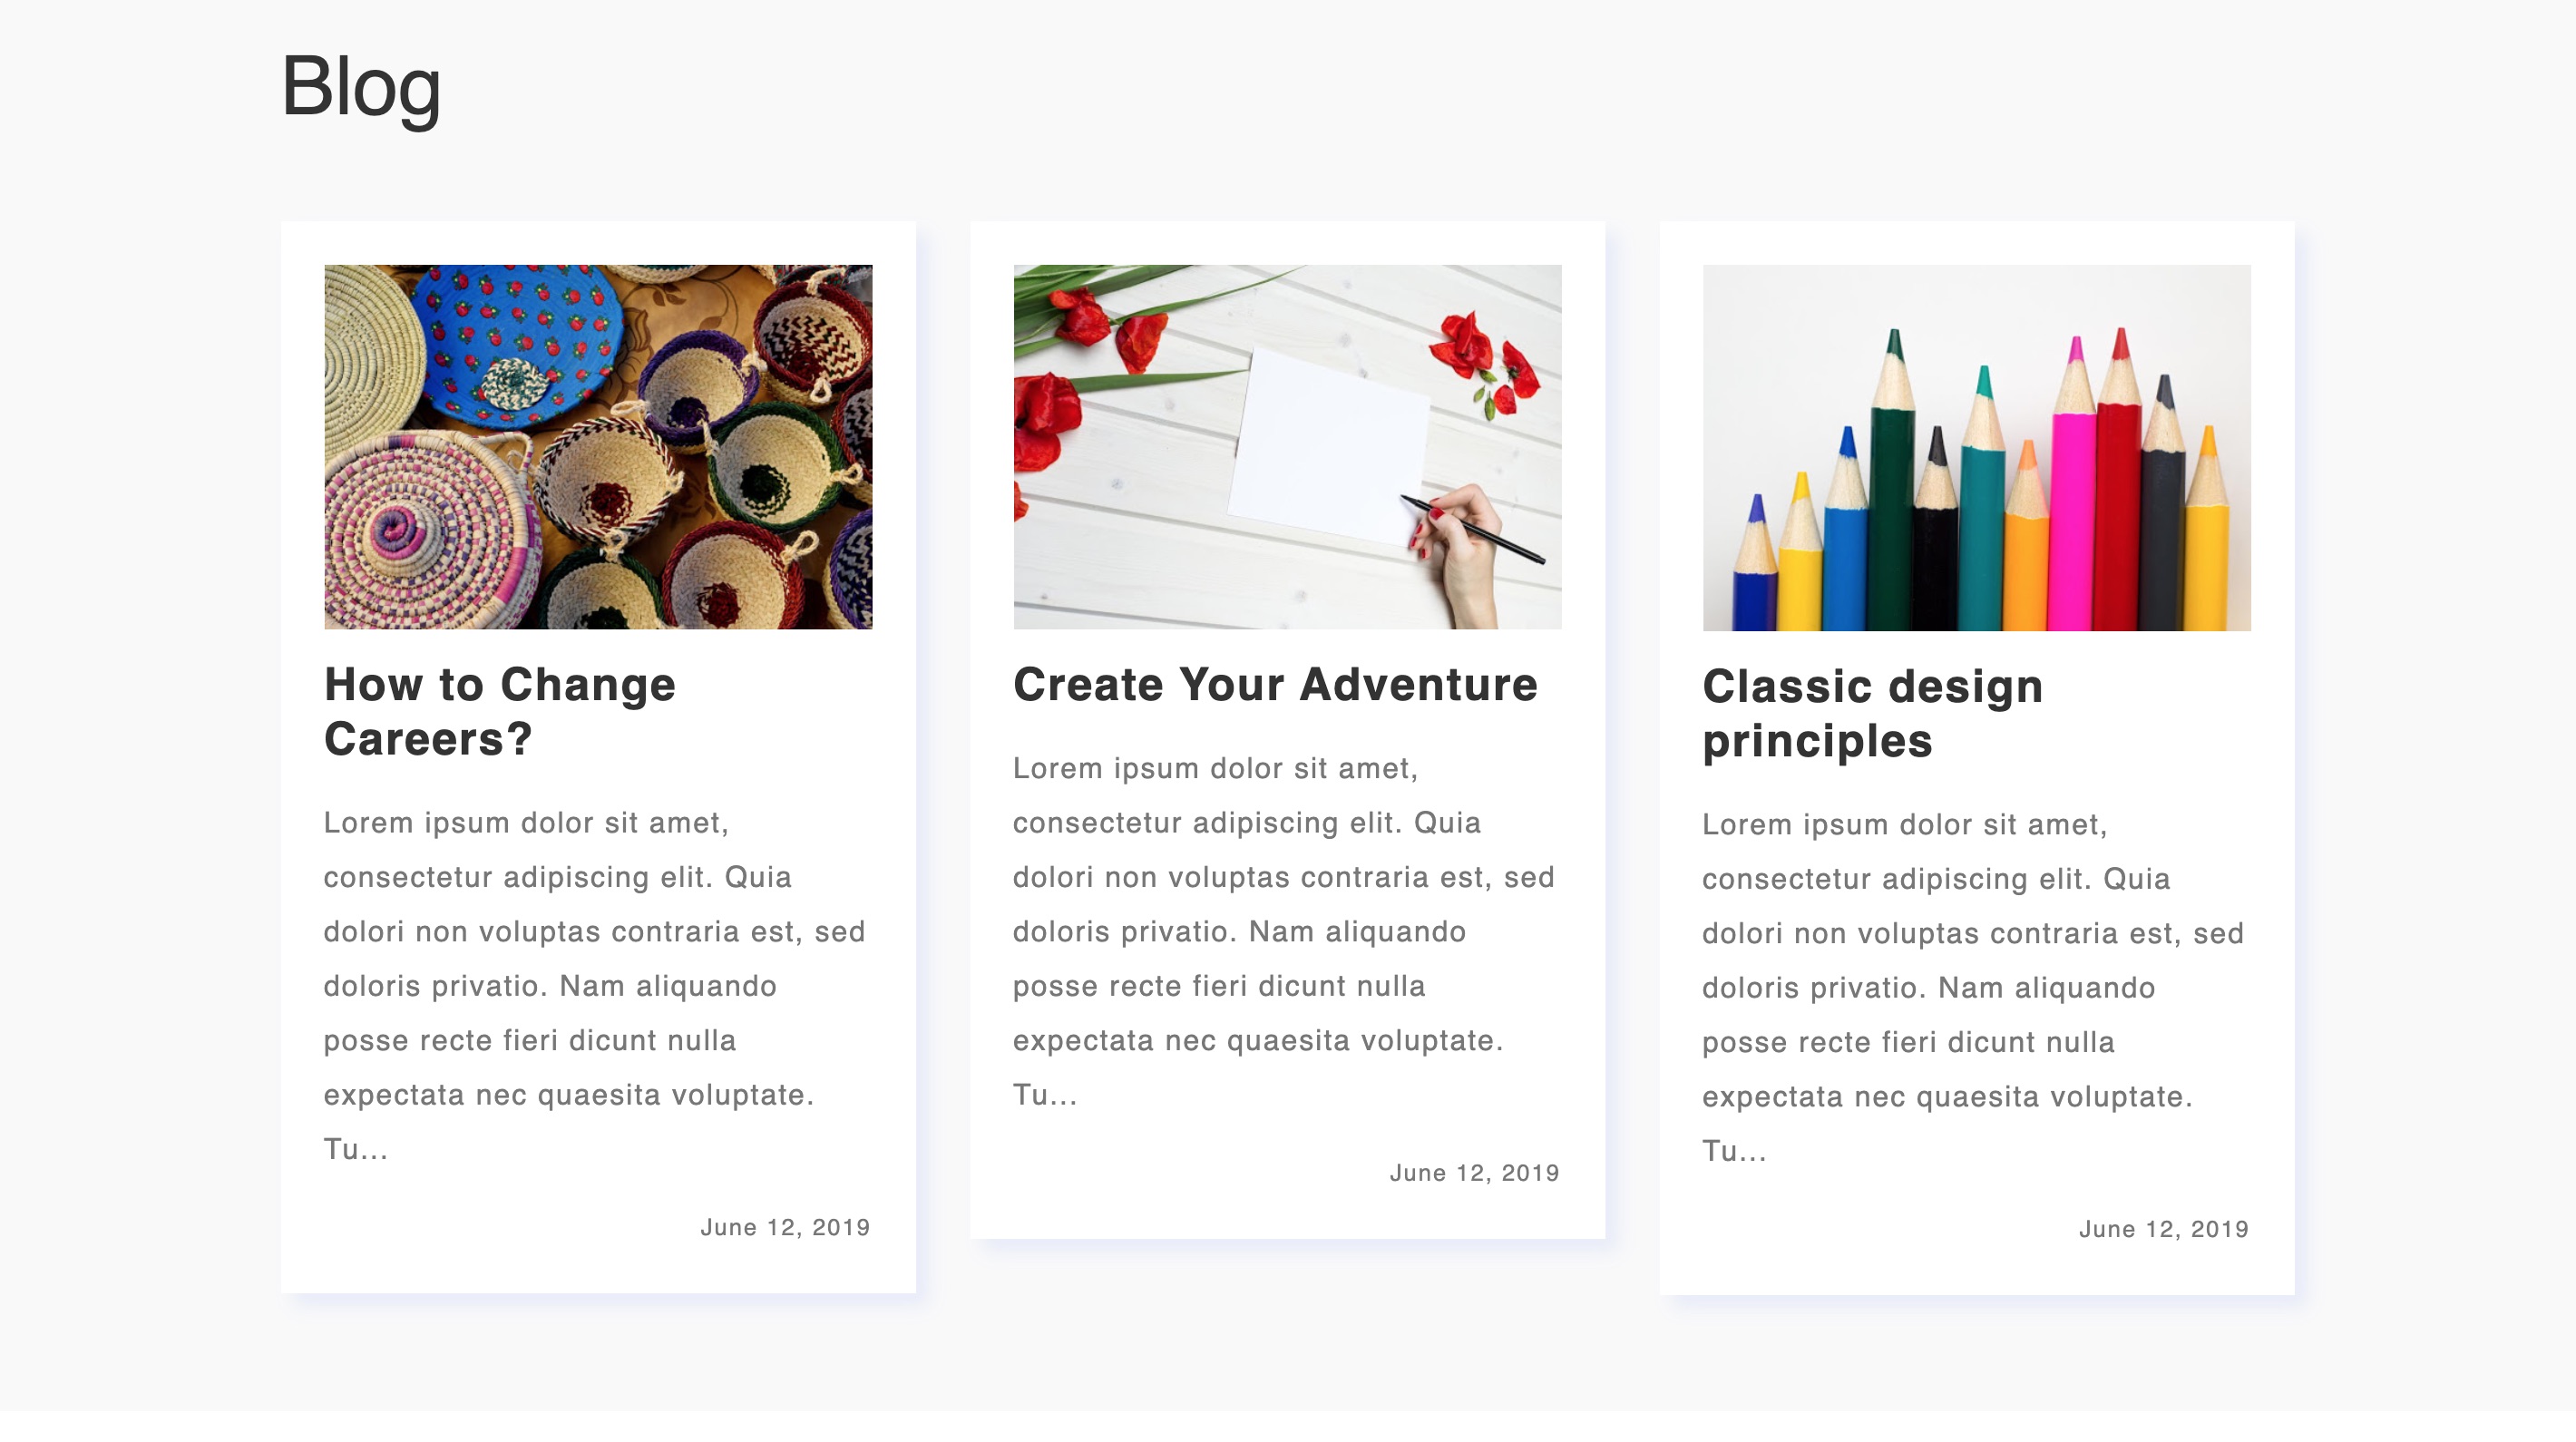 Blog
How to Change
Careers?
Lorem ipsum dolor sit amet,
consectetur adipiscing elit. Quia
dolori non voluptas contraria est, sed
doloris privatio. Nam aliquando
posse recte fieri dicunt nulla
expectata nec quaesita voluptate.
Tu...
June 12, 2019
Create Your Adventure
Lorem ipsum dolor sit amet,
consectetur adipiscing elit. Quia
dolori non voluptas contraria est, sed
doloris privatio. Nam aliquando
posse recte fieri dicunt nulla
expectata nec quaesita voluptate.
Tu...
June 12, 2019
Classic design
principles
Lorem ipsum dolor sit amet,
consectetur adipiscing elit. Quia
dolori non voluptas contraria est, sed
doloris privatio. Nam aliquando
posse recte fieri dicunt nulla
expectata nec quaesita voluptate.
Tu...
June 12, 2019